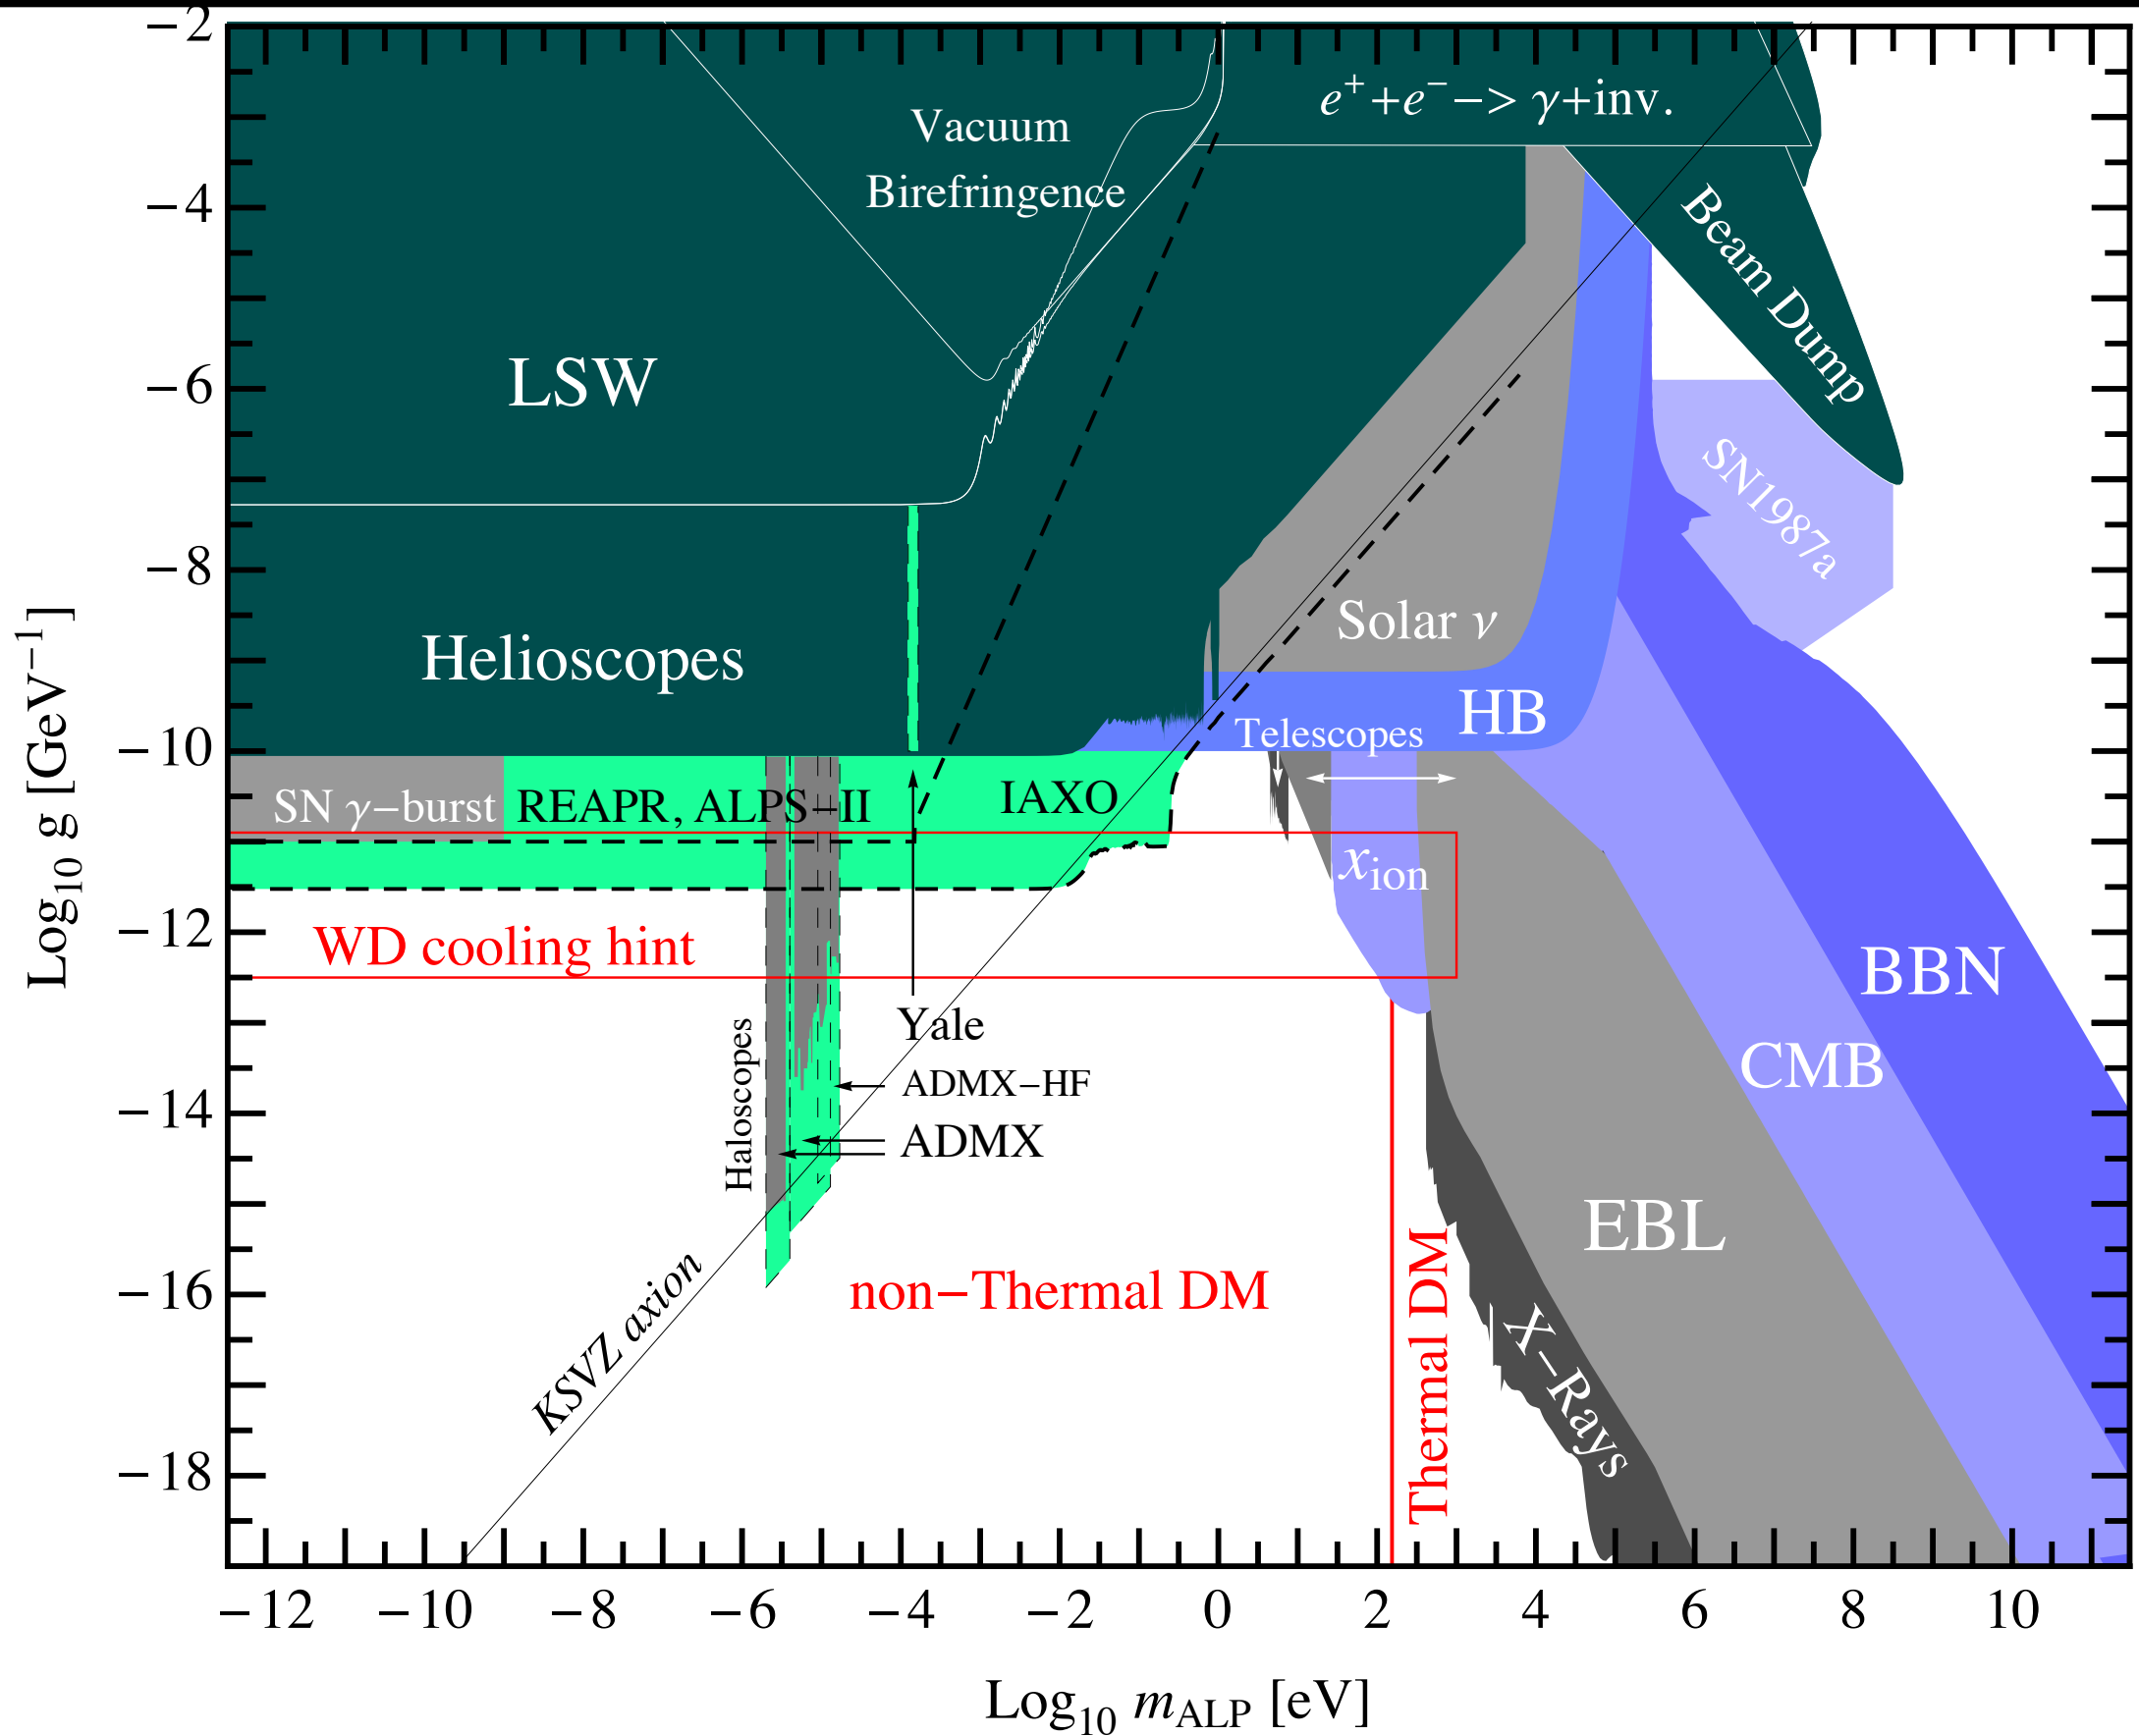 −2
−4
−6
−8
−10
−12
−14
−16
−18
Log10 g [GeV−1]
Vacuum
Birefringence
e+ + e− −> γ+inv.
Beam Dump
LSW
SN1987a
Helioscopes
Solar ν
HB
Telescopes
SN γ−burst
REAPR, ALPS−II
IAXO
xion
WD cooling hint
BBN
Yale
CMB
ADMX−HF
ADMX
Haloscopes
EBL
KSVZ axion
non−Thermal DM
Thermal DM
X−Rays
−12 −10 −8 −6 −4 −2 0 2 4 6 8 10
Log10 mALP [eV]